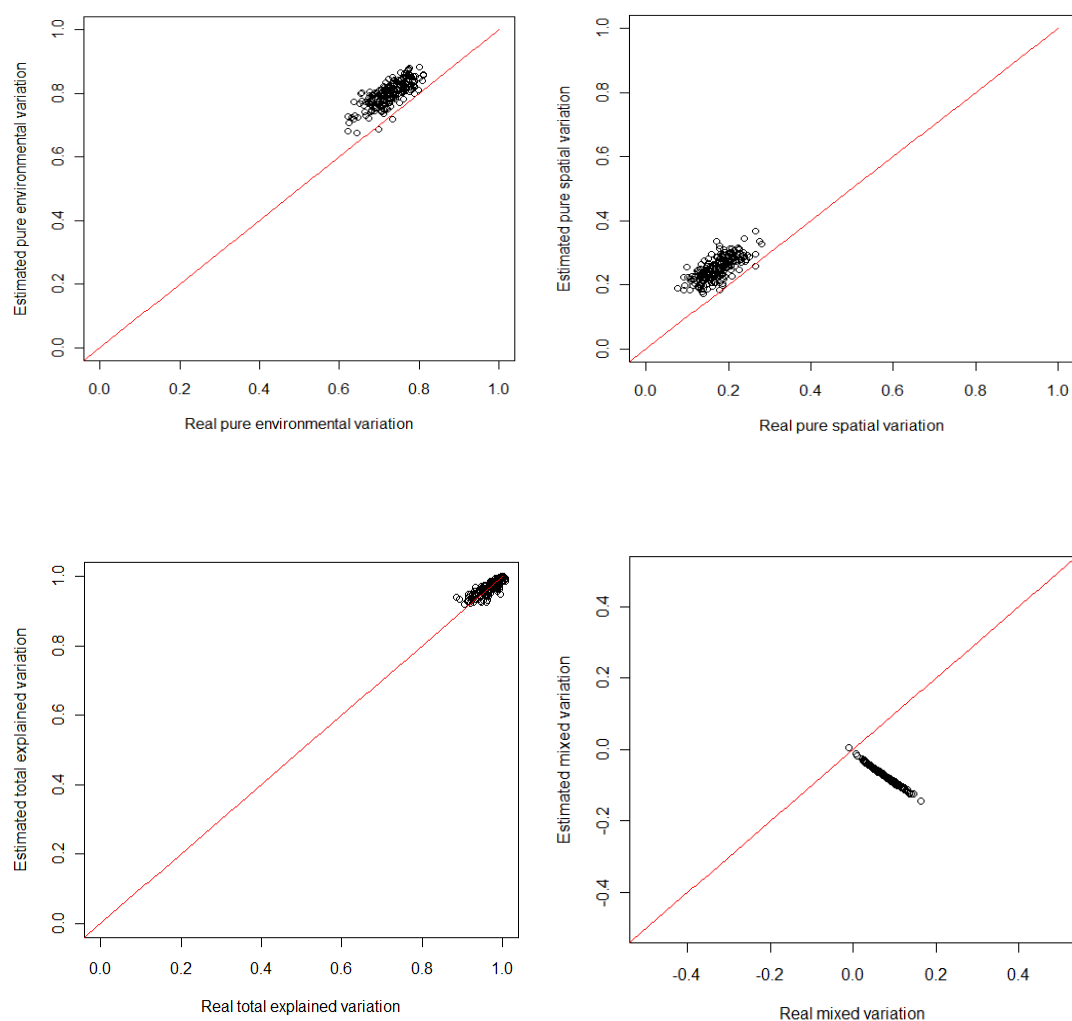 Estimated pure environmental variation
1.0
0.8
0.6
0.4
0.2
0.0
0.0 0.2 0.4 0.6 0.8 1.0
Real pure environmental variation
Estimated pure spatial variation
1.0
0.8
0.6
0.4
0.2
0.0
0.0 0.2 0.4 0.6 0.8 1.0
Real pure spatial variation
Estimated total explained variation
1.0
0.8
0.6
0.4
0.2
0.0
0.0 0.2 0.4 0.6 0.8 1.0
Real total explained variation
Estimated mixed variation
0.4
0.2
0.0
-0.2
-0.4
-0.4 -0.2 0.0 0.2 0.4
Real mixed variation